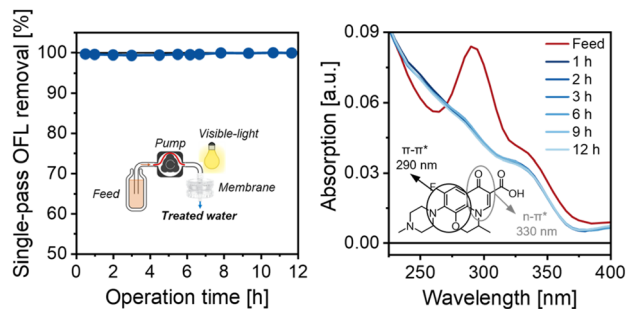 Single-pass OFL removal [%]
100
90
80
70
60
50
0 2 4 6 8 10 12
Operation time [h]
Visible-light
Pump
Feed
Membrane
Treated water
Absorption [a.u.]
0.09
0.06
0.03
0.00
250 300 350 400
Wavelength [nm]
Feed
1 h
2 h
3 h
6 h
9 h
12 h
π-π*
290 nm
n-π*
330 nm
F
O
O
OH
N
N
N
O